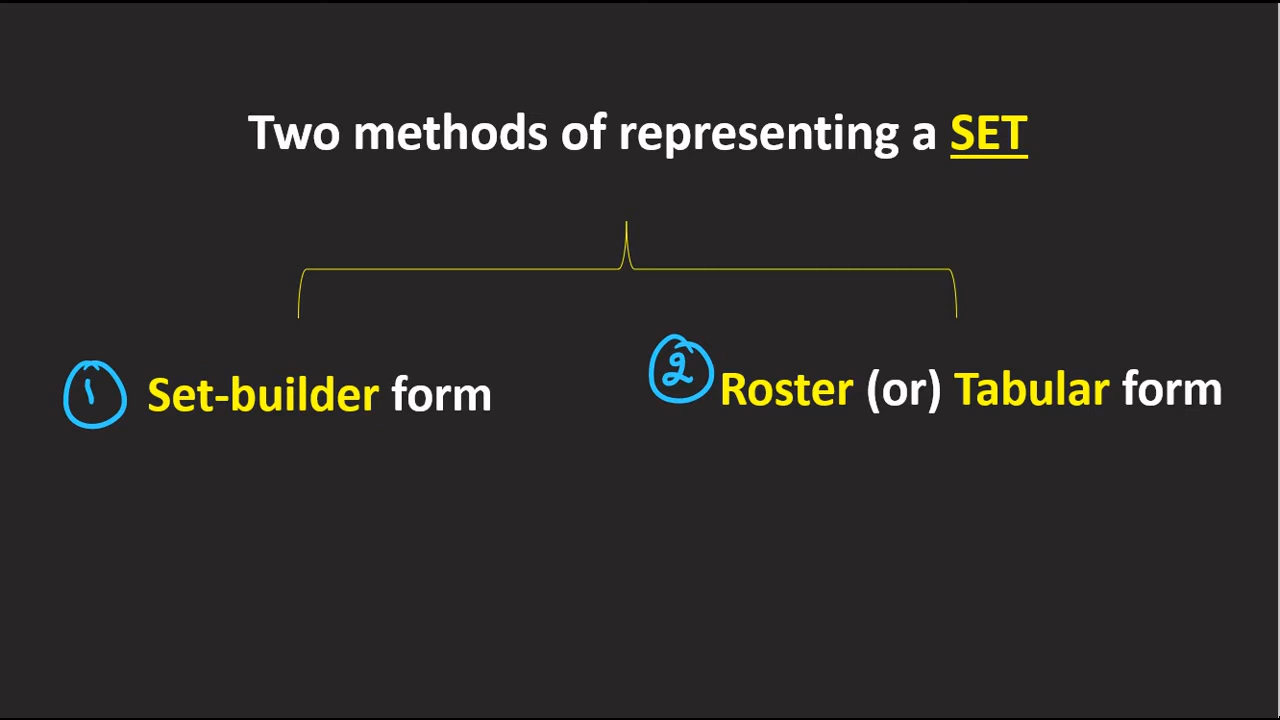 Two methods of representing a SET
1 Set-builder form
2 Roster (or) Tabular form